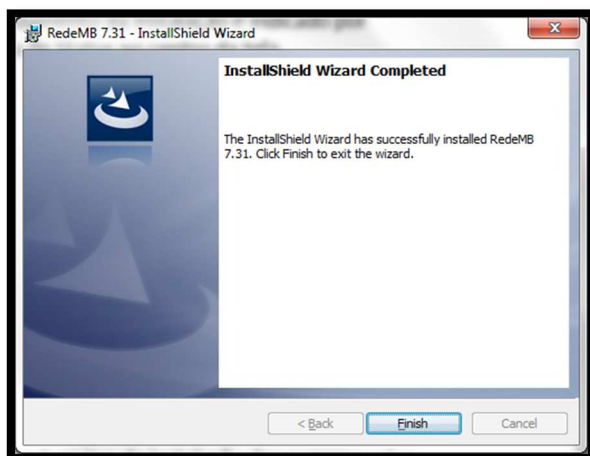 RedeMB 7.31 - InstallShield Wizard
InstallShield Wizard Completed
The InstallShield Wizard has successfully installed RedeMB
7.31. Click Finish to exit the wizard.
< Back
Finish
Cancel